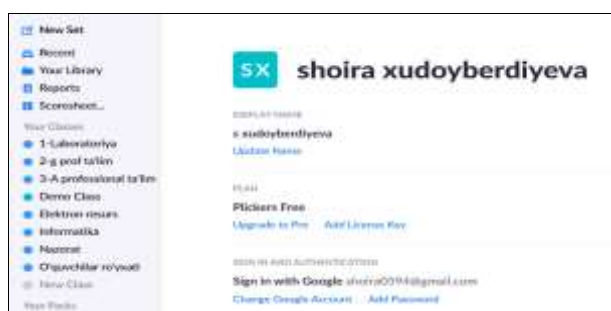 New Set
Recent
Your Library
Reports
Scoresheet...
Your Classes
1-Laboratoriya
2-g prof ta'lim
3-A professional ta'lim
Demo Class
Elektron resurs
Informatika
Nazorat
O'quvchilar ro'yxati
New Class
Your Packs
SX shoira xudoyberdiyeva
DISPLAY NAME
s xudoyberdiyeva
Update Name
PLAN
Plickers Free
Upgrade to Pro Add License Key
SIGN IN AND AUTHENTICATION
Sign in with Google shoira0394@gmail.com
Change Google Account Add Password